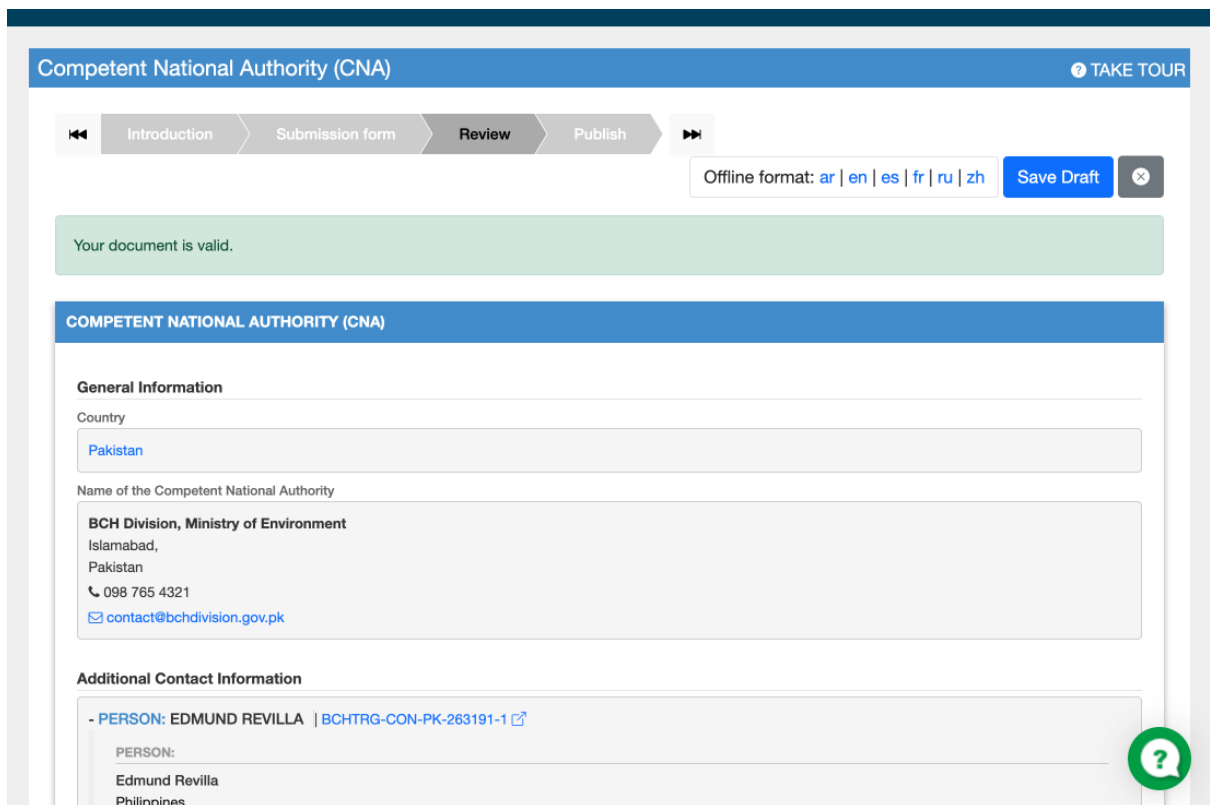 Competent National Authority (CNA)
? TAKE TOUR
Introduction
Submission form
Review
Publish
Offline format: ar | en | es | fr | ru | zh
Save Draft
Your document is valid.
COMPETENT NATIONAL AUTHORITY (CNA)
General Information
Country
Pakistan
Name of the Competent National Authority
BCH Division, Ministry of Environment
Islamabad,
Pakistan
098 765 4321
contact@bchdivision.gov.pk
Additional Contact Information
- PERSON: EDMUND REVILLA | BCHTRG-CON-PK-263191-1
PERSON:
Edmund Revilla
Philippines
?